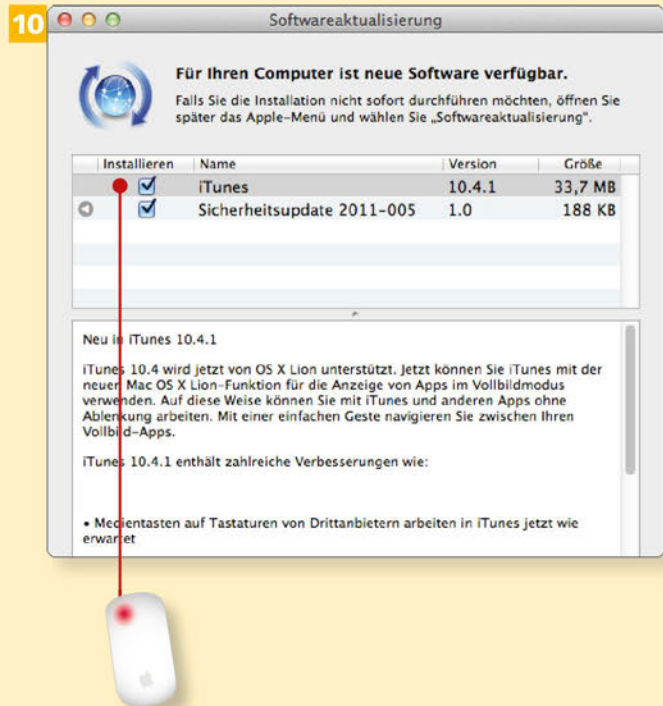 10
Softwareaktualisierung
Für Ihren Computer ist neue Software verfügbar.
Falls Sie die Installation nicht sofort durchführen möchten, öffnen Sie
später das Apple-Menü und wählen Sie „Softwareaktualisierung“.
Installieren Name Version Größe
iTunes 10.4.1 33,7 MB
Sicherheitsupdate 2011-005 1.0 188 KB
Neu in iTunes 10.4.1
iTunes 10.4 wird jetzt von OS X Lion unterstützt. Jetzt können Sie iTunes mit der
neuen Mac OS X Lion-Funktion für die Anzeige von Apps im Vollbildmodus
verwenden. Auf diese Weise können Sie mit iTunes und anderen Apps ohne
Ablenkung arbeiten. Mit einer einfachen Geste navigieren Sie zwischen Ihren
Vollbild-Apps.
iTunes 10.4.1 enthält zahlreiche Verbesserungen wie:
• Medientasten auf Tastaturen von Drittanbietern arbeiten in iTunes jetzt wie
erwartet